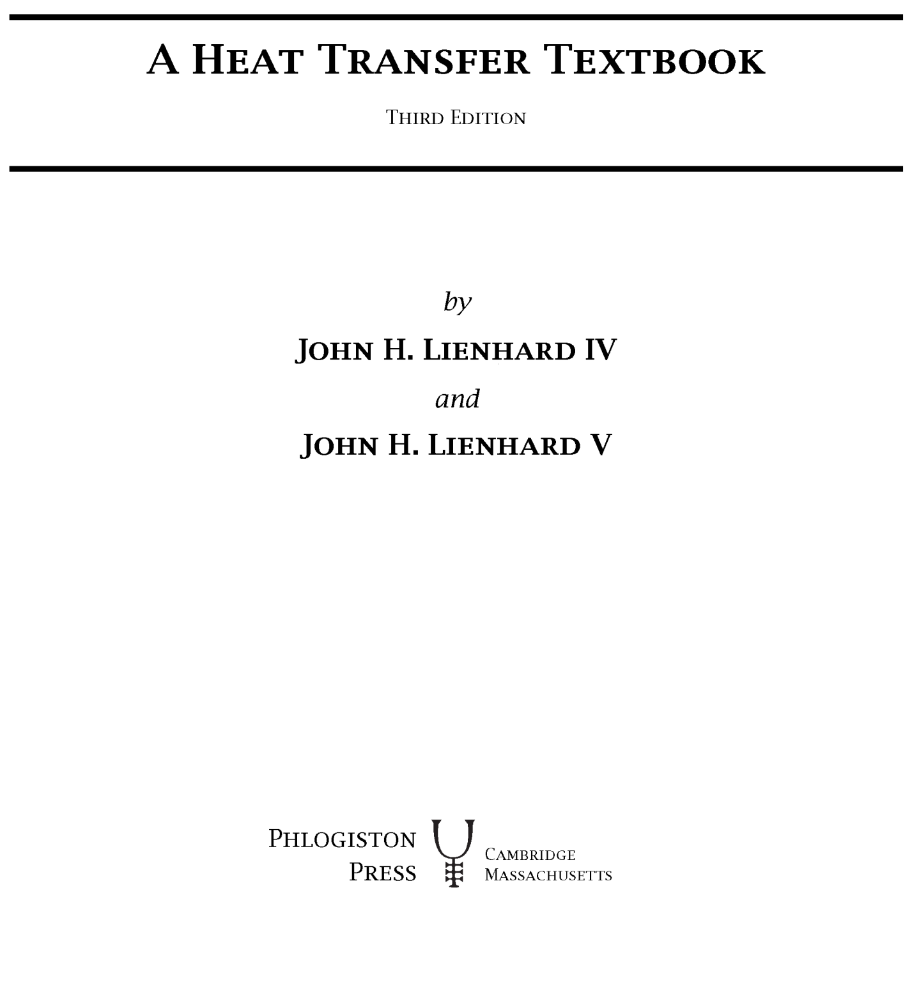 A Heat Transfer Textbook
Third Edition
by
John H. Lienhard IV
and
John H. Lienhard V
Phlogiston
Press
Cambridge
Massachusetts